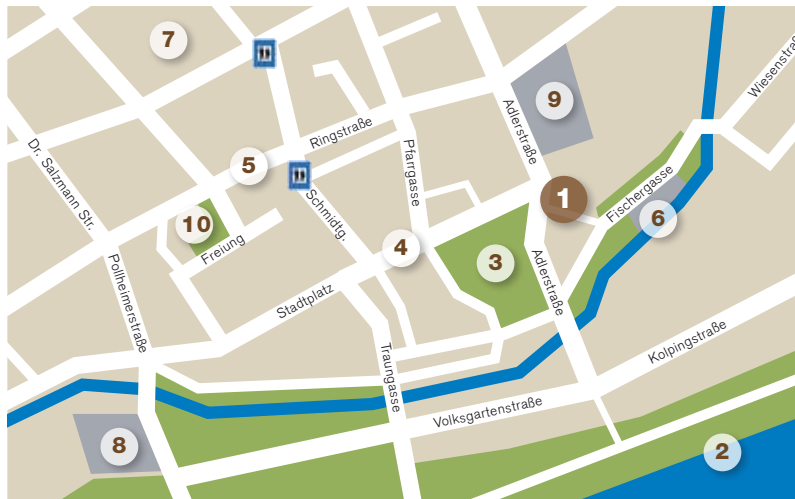 7
9
Wiesenstraß
Adlerstraße
Ringstraße
Dr. Salzmann Str.
5
Pfarrgasse
1
Fischergasse
6
10
Schmidtg.
Freiung
4
3
Pollheimerstraße
Stadtplatz
Adlerstraße
Traungasse
Kolpingstraße
Volksgartenstraße
8
2